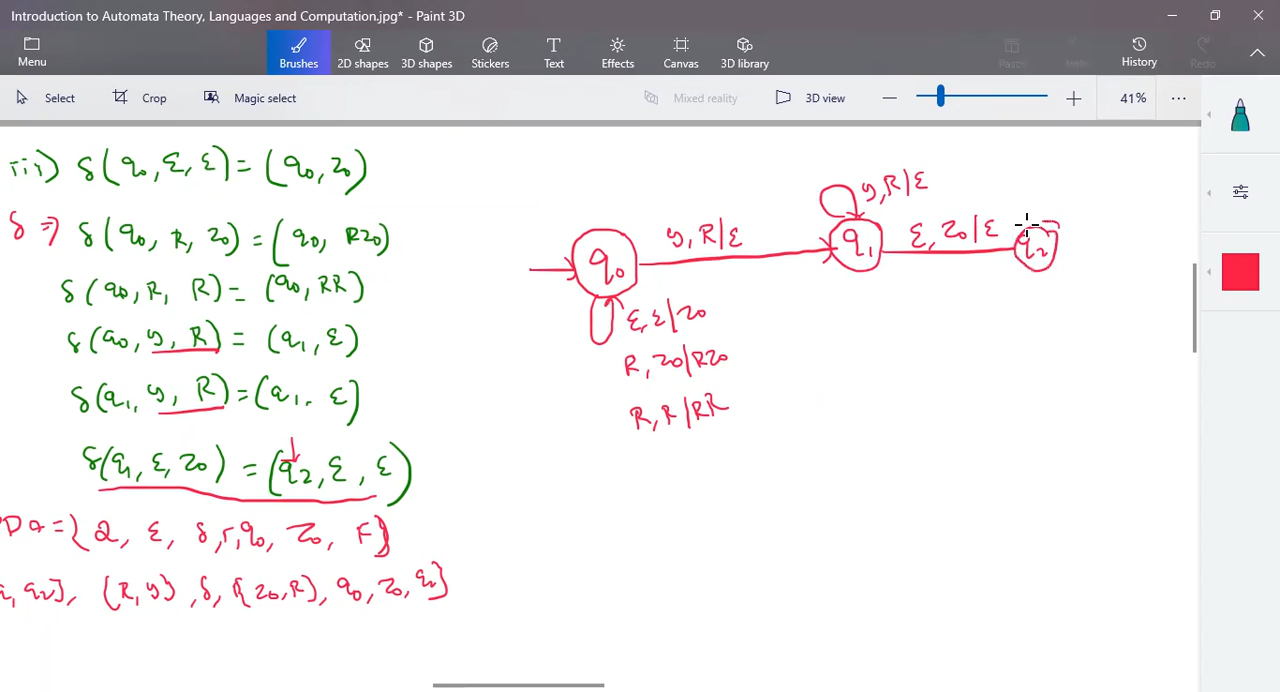 Introduction to Automata Theory, Languages and Computation.jpg* - Paint 3D
Menu
Brushes
2D shapes
3D shapes
Stickers
Text
Effects
Canvas
3D library
History
Redo
Select
Crop
Magic select
Mixed reality
3D view
41%
iii) δ(q0, ε, ε) = (q0, z0)
δ ⇒ δ(q0, R, z0) = (q0, Rz0)
δ(q0, R, R) = (q0, RR)
δ(q0, y, R) = (q1, ε)
δ(q1, y, R) = (q1, ε)
δ(q1, ε, z0) = (q2, ε, ε)
PDA = { Q, Σ, δ, Γ, q0, z0, F }
q2}, {R, y}, δ, {z0, R}, q0, z0, q2}
y, R | ε
y, R | ε
ε, z0 | ε
q0
q1
q2
ε, ε | z0
R, z0 | Rz0
R, R | RR